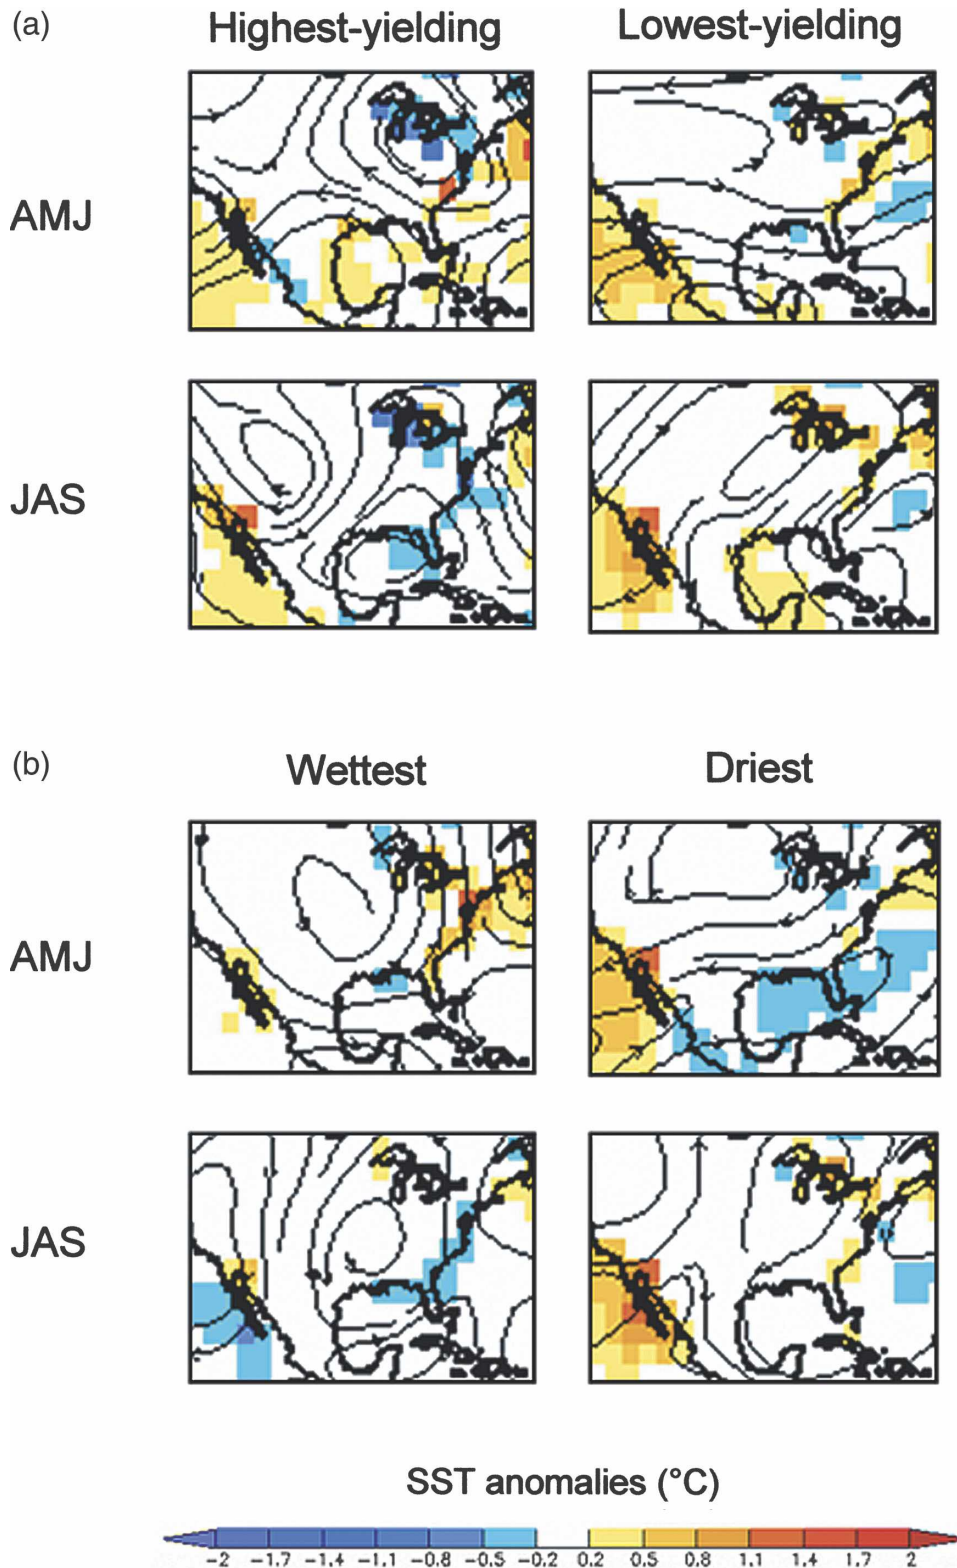 (a)
Highest-yielding Lowest-yielding
AMJ
JAS
(b)
Wettest Driest
AMJ
JAS
SST anomalies (°C)
-2 -1.7 -1.4 -1.1 -0.8 -0.5 -0.2 0.2 0.5 0.8 1.1 1.4 1.7 2